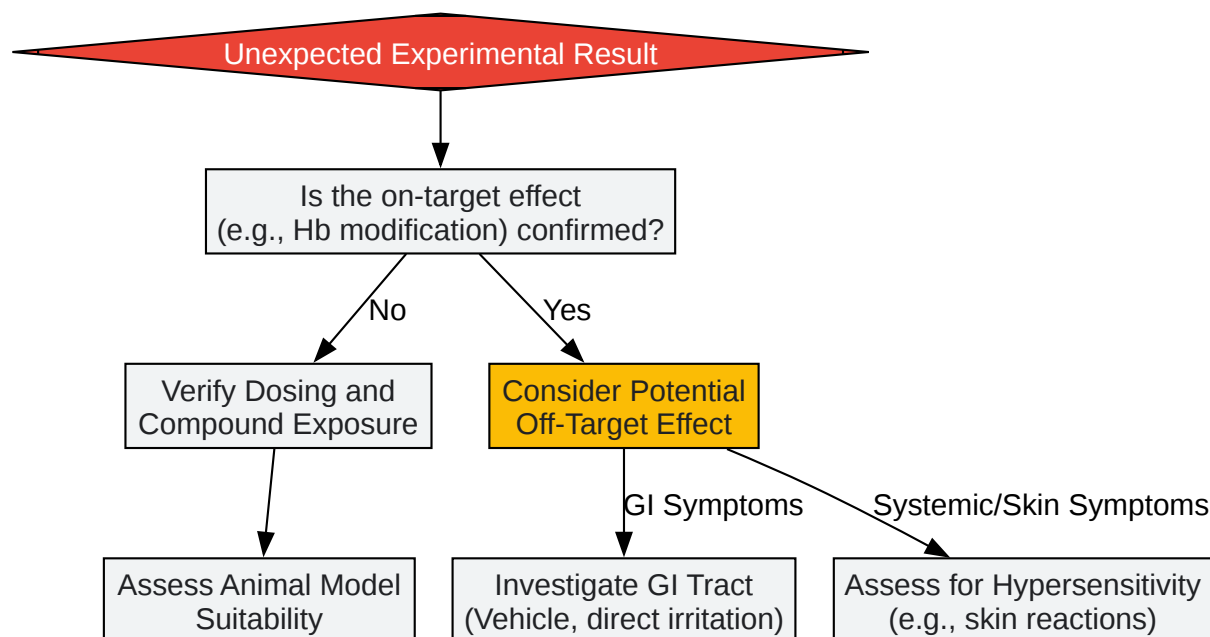 Unexpected Experimental Result
Is the on-target effect
(e.g., Hb modification) confirmed?
No
Yes
Verify Dosing and
Compound Exposure
Consider Potential
Off-Target Effect
GI Symptoms
Systemic/Skin Symptoms
Assess Animal Model
Suitability
Investigate GI Tract
(Vehicle, direct irritation)
Assess for Hypersensitivity
(e.g., skin reactions)